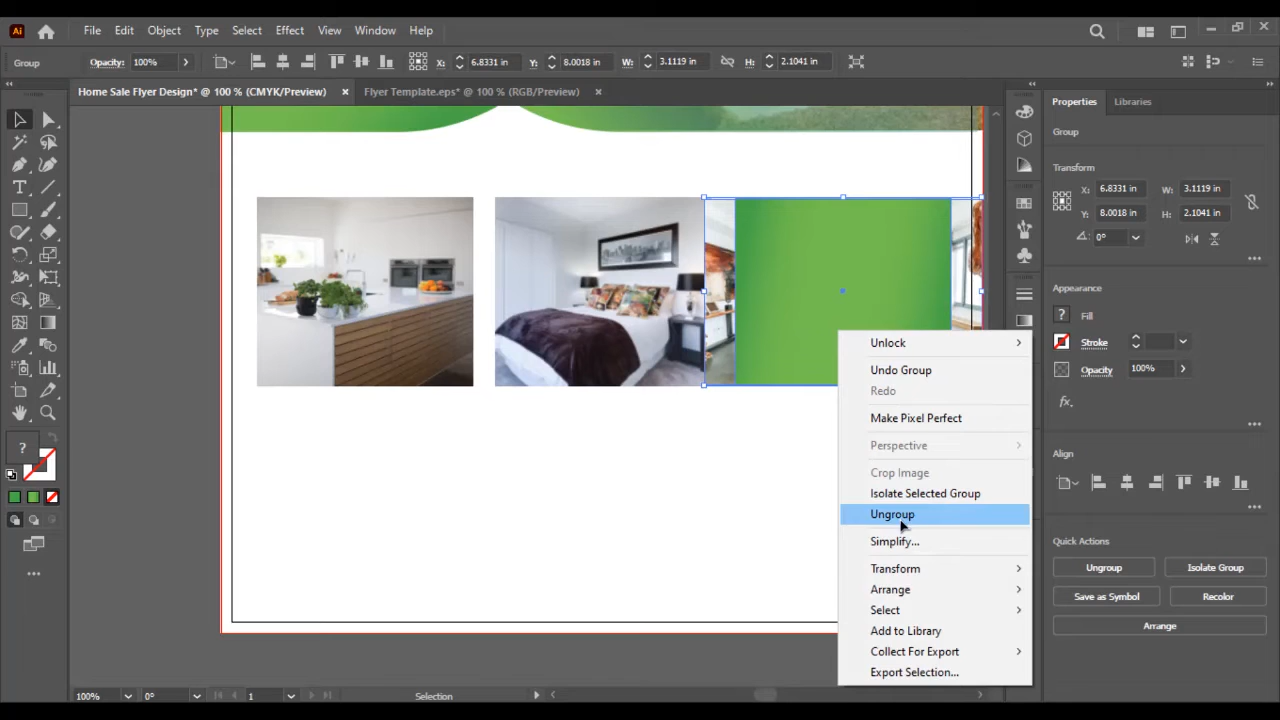 Ai File Edit Object Type Select Effect View Window Help
Group Opacity: 100% X: 6.8331 in Y: 8.0018 in W: 3.1119 in H: 2.1041 in
Home Sale Flyer Design* @ 100 % (CMYK/Preview) Flyer Template.eps* @ 100 % (RGB/Preview)
Properties Libraries
Group
Transform
X: 6.8331 in W: 3.1119 in
Y: 8.0018 in H: 2.1041 in
0°
Appearance
? Fill
Stroke
Opacity 100%
fx.
Align
Quick Actions
Ungroup Isolate Group
Save as Symbol Recolor
Arrange
Unlock
Undo Group
Redo
Make Pixel Perfect
Perspective
Crop Image
Isolate Selected Group
Ungroup
Simplify...
Transform
Arrange
Select
Add to Library
Collect For Export
Export Selection...
?
100% 0° 1 Selection